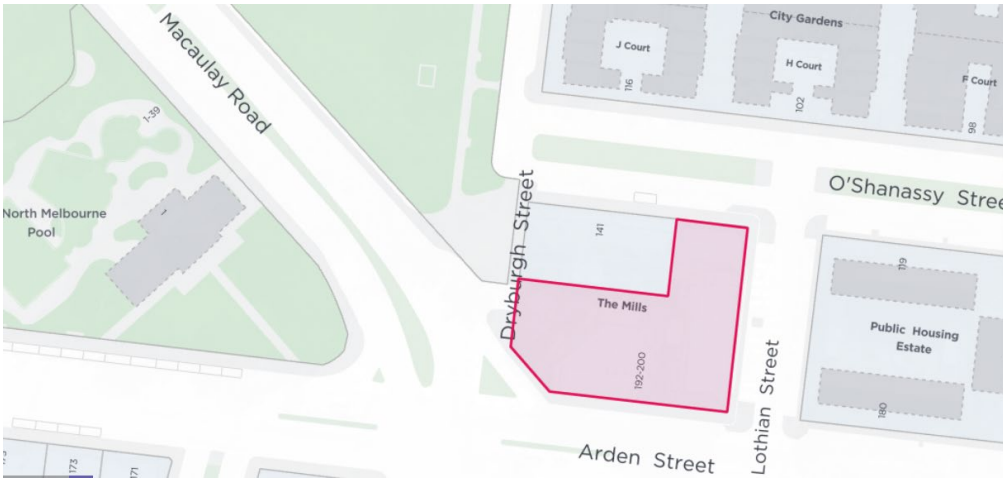 Macaulay Road
City Gardens
J Court
H Court
F Court
116
102
98
1-39
North Melbourne
Pool
1
Dryburgh Street
O'Shanassy Stree
141
The Mills
192-200
119
Public Housing
Estate
180
Lothian Street
Arden Street
173
171